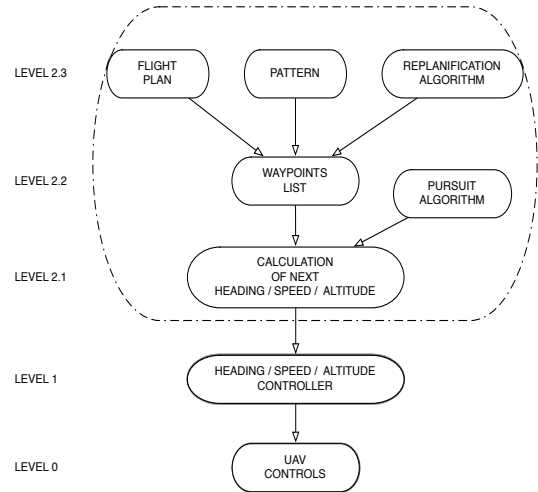 LEVEL 2.3
FLIGHT
PLAN
PATTERN
REPLANIFICATION
ALGORITHM
LEVEL 2.2
WAYPOINTS
LIST
PURSUIT
ALGORITHM
LEVEL 2.1
CALCULATION
OF NEXT
HEADING / SPEED / ALTITUDE
LEVEL 1
HEADING / SPEED / ALTITUDE
CONTROLLER
LEVEL 0
UAV
CONTROLS